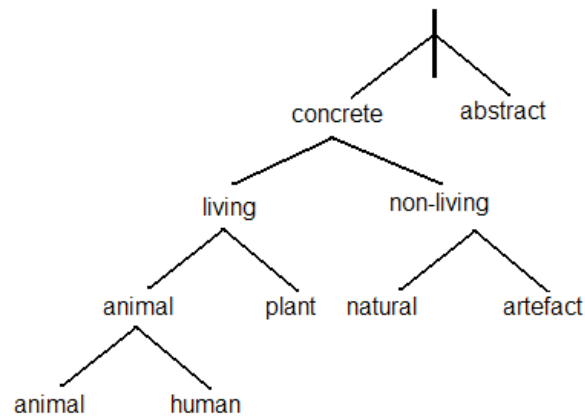 concrete abstract
living non-living
animal plant natural artefact
animal human